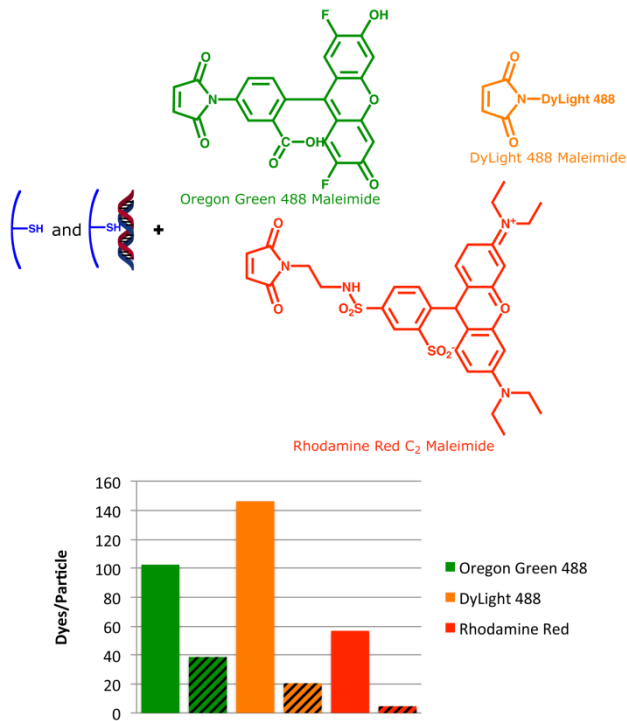 F
OH
O
N
O
O
OH
O
F
O
Oregon Green 488 Maleimide
O
N—DyLight 488
O
DyLight 488 Maleimide
SH and SH +
N+
O
N
O
NH
O2S
SO2-
O
N
Rhodamine Red C2 Maleimide
Dyes/Particle
160
140
120
100
80
60
40
20
0
Oregon Green 488
DyLight 488
Rhodamine Red